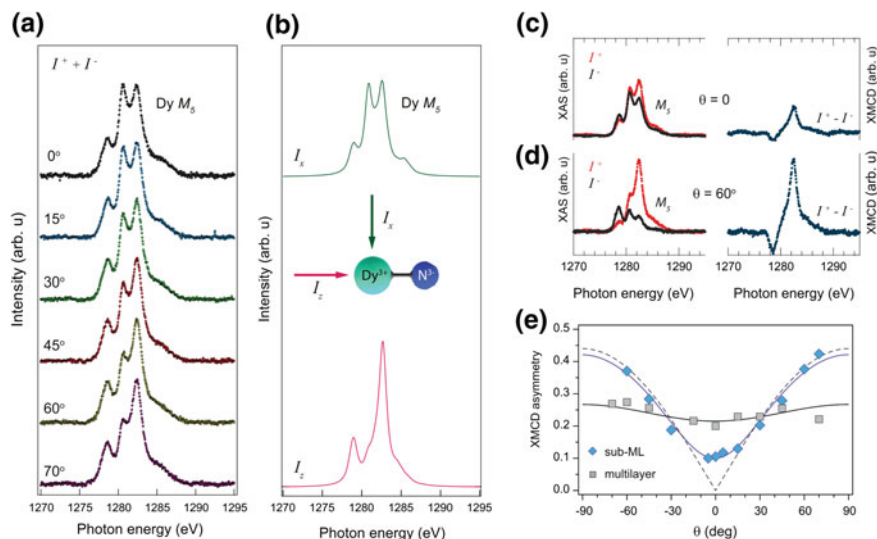 (a)
I⁺ + I⁻
Dy M₅
0°
15°
30°
45°
60°
70°
Intensity (arb. u)
1270 1275 1280 1285 1290 1295
Photon energy (eV)
(b)
Dy M₅
Iₓ
Iₓ
Dy³⁺ N³⁻
I_z
I_z
Intensity (arb. u)
1270 1275 1280 1285 1290 1295
Photon energy (eV)
(c)
XAS (arb. u)
I⁺
I⁻
M₅
θ = 0
I⁺ - I⁻
XMCD (arb. u)
(d)
XAS (arb. u)
I⁺
I⁻
M₅
θ = 60°
I⁺ - I⁻
XMCD (arb. u)
1270 1280 1290
1270 1280 1290
Photon energy (eV)
Photon energy (eV)
(e)
XMCD asymmetry
0.5
0.4
0.3
0.2
0.1
0.0
sub-ML
multilayer
-90 -60 -30 0 30 60 90
θ (deg)